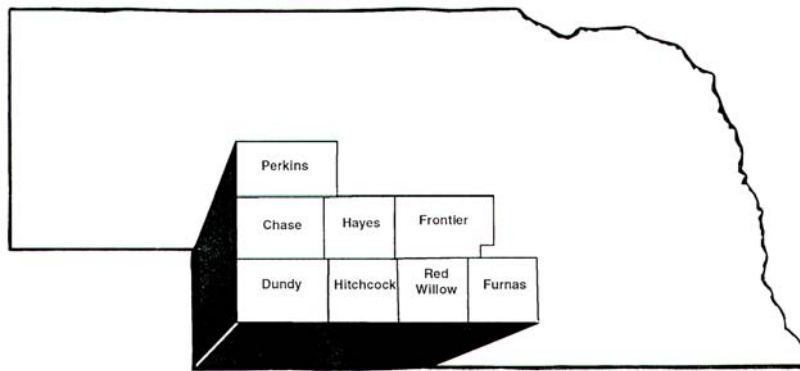 Perkins
Chase
Hayes
Frontier
Dundy
Hitchcock
Red
Willow
Furnas